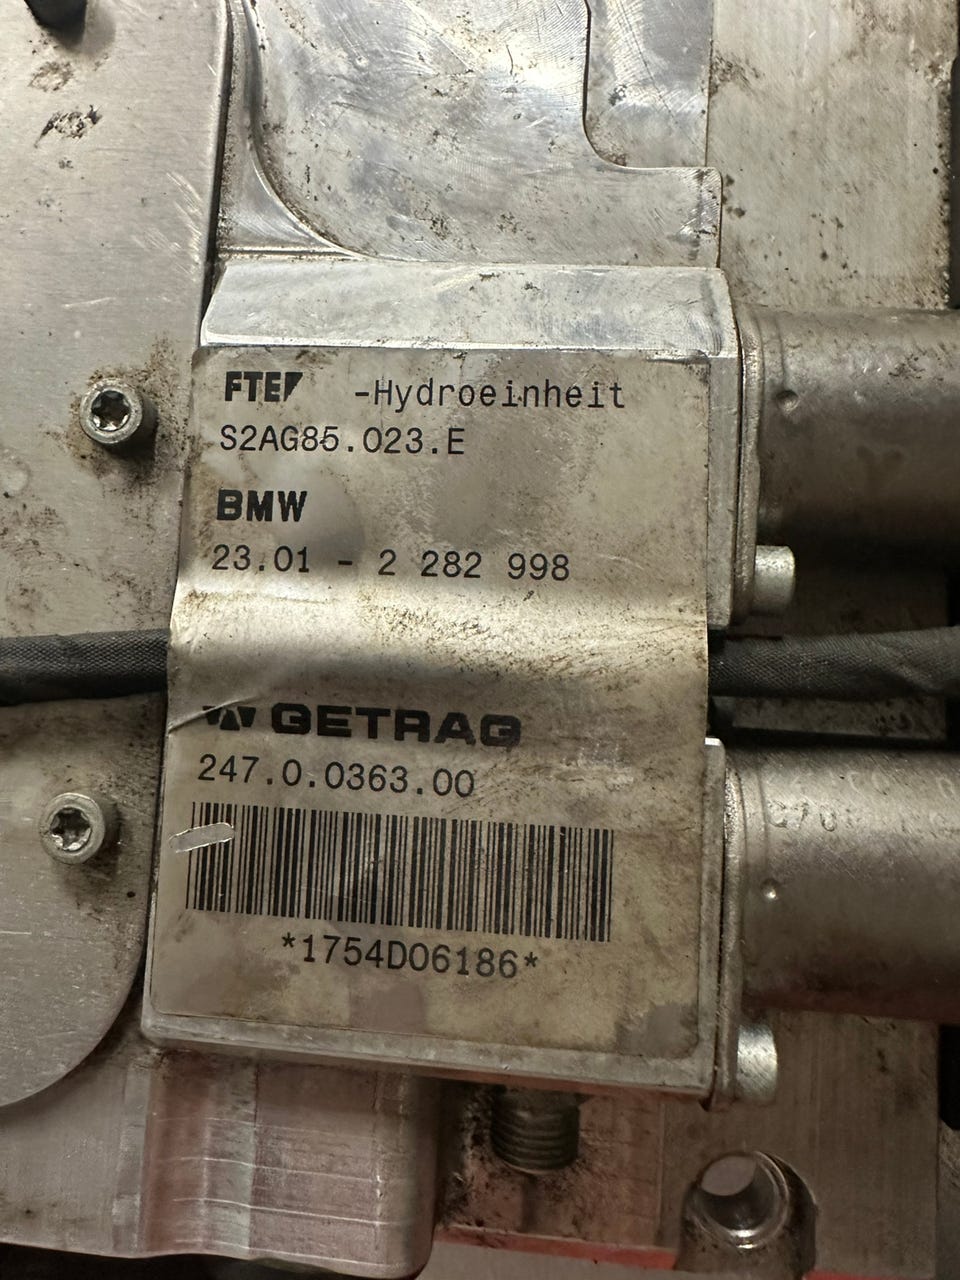 FTE -Hydroeinheit
S2AG85.023.E
BMW
23.01 - 2 282 998
GETRAG
247.0.0363.00
*1754D06186*